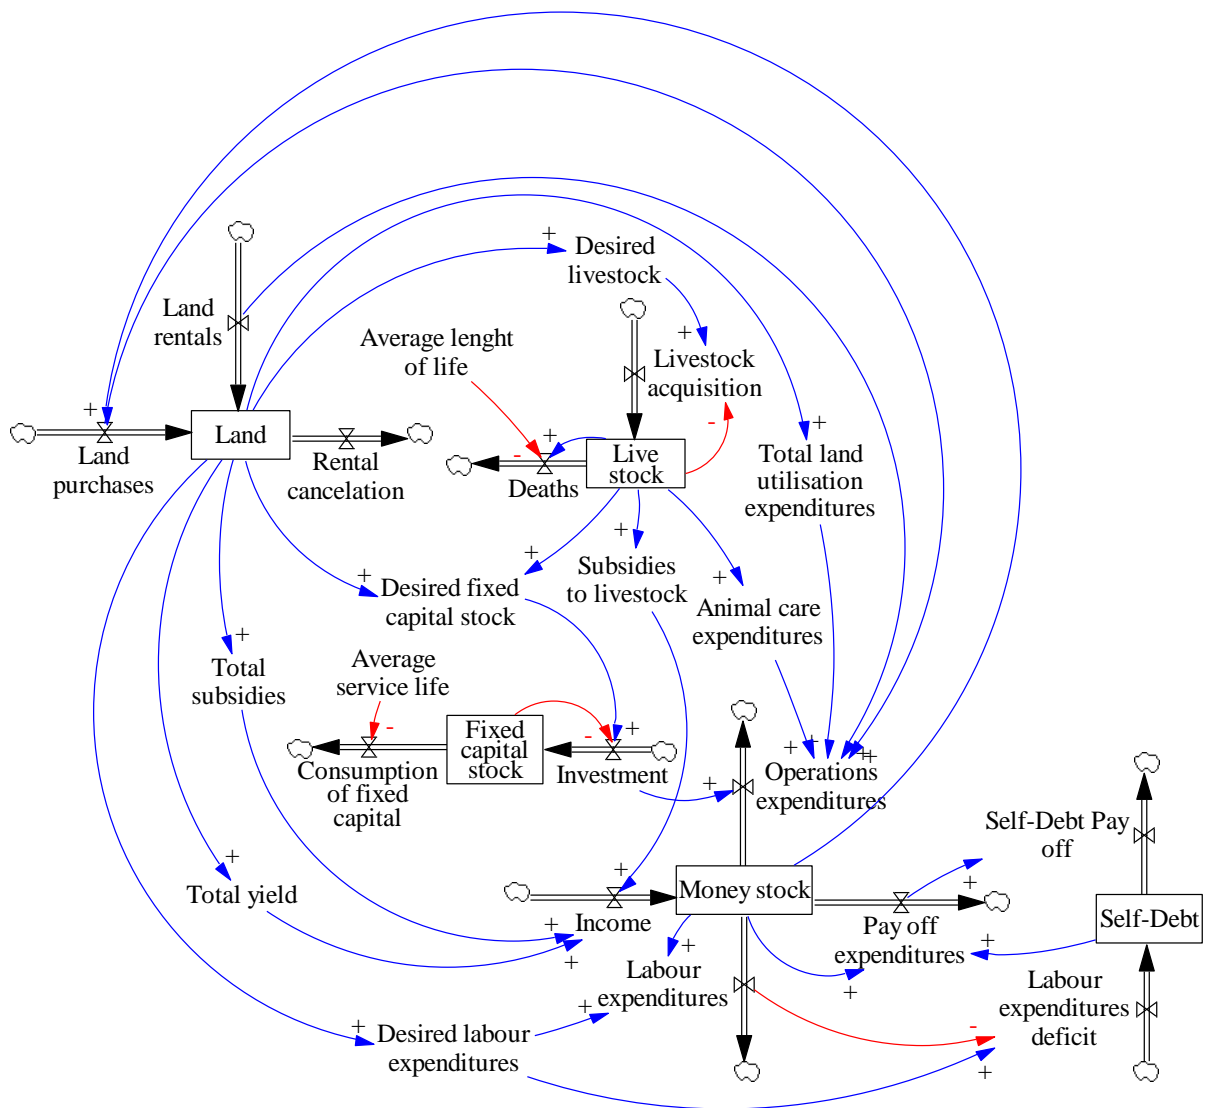 +
Desired
livestock
Land
rentals
Average lenght
of life
+
Livestock
acquisition
+
Land
purchases
Land
Rental
cancelation
-
Deaths
+
Live
stock
-
+
Total land
utilisation
expenditures
+
Desired fixed
capital stock
+
+
Subsidies
to livestock
+
Animal care
expenditures
+
Total
subsidies
Average
service life
-
Consumption
of fixed
capital
Fixed
capital
stock
-
+
Investment
+
+
+
+
+
Operations
expenditures
Self-Debt Pay
off
+
+
Total yield
+
+
+
Income
Money stock
Pay off
expenditures
+
+
Self-Debt
+
Labour
expenditures
+
Labour
expenditures
deficit
-
+
+
Desired labour
expenditures